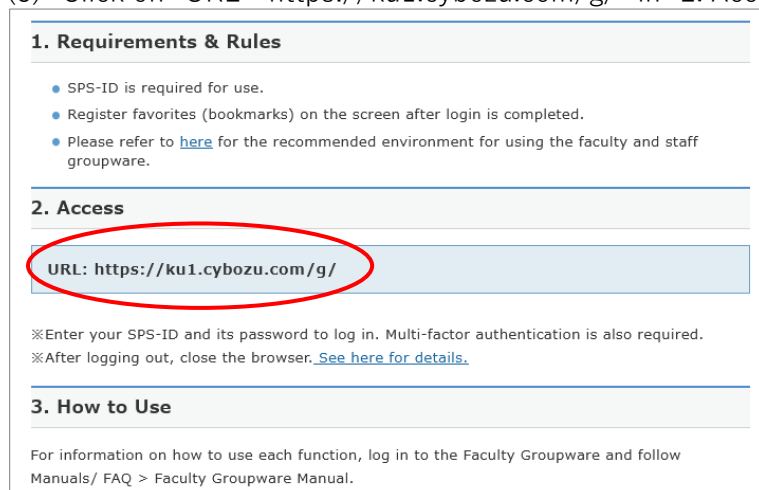 1. Requirements & Rules
SPS-ID is required for use.
Register favorites (bookmarks) on the screen after login is completed.
Please refer to here for the recommended environment for using the faculty and staff
groupware.
2. Access
URL: https://ku1.cybozu.com/g/
※Enter your SPS-ID and its password to log in. Multi-factor authentication is also required.
※After logging out, close the browser. See here for details.
3. How to Use
For information on how to use each function, log in to the Faculty Groupware and follow
Manuals/ FAQ > Faculty Groupware Manual.